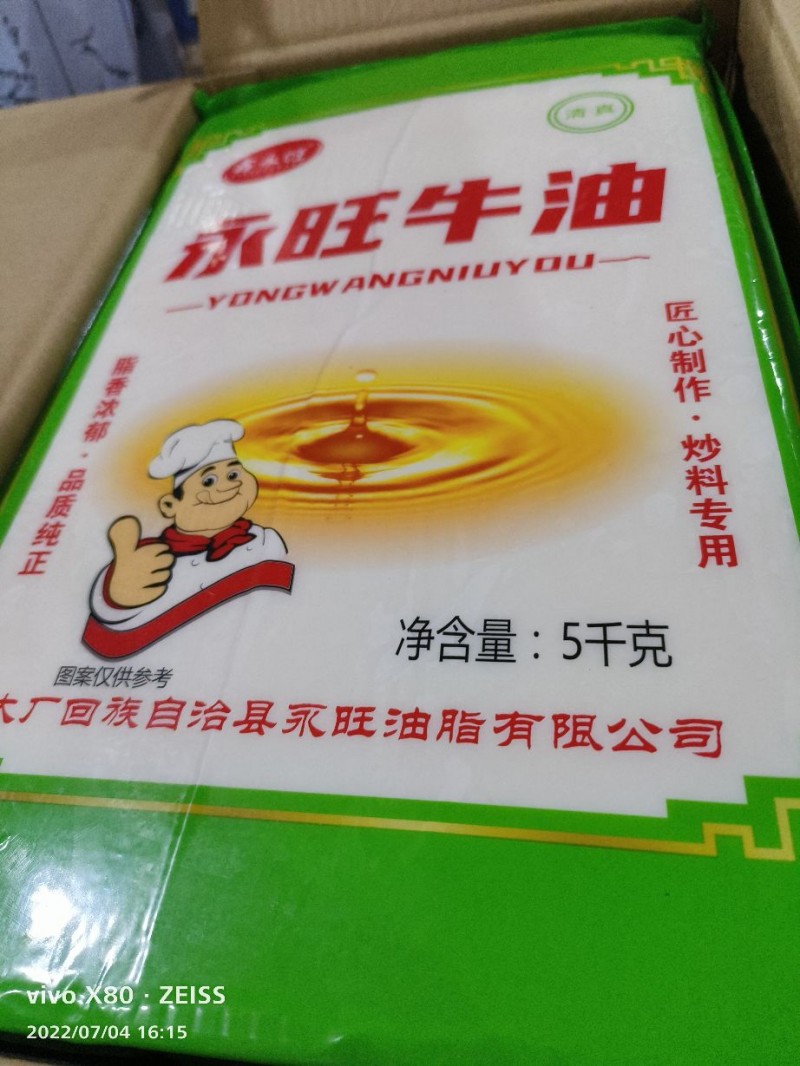 清真
永旺牛油
YONGWANGNIUYOU
匠心制作·炒料专用
脂香浓郁·品质纯正
净含量：5千克
图案仅供参考
大厂回族自治县永旺油脂有限公司
vivo X80 · ZEISS
2022/07/04 16:15